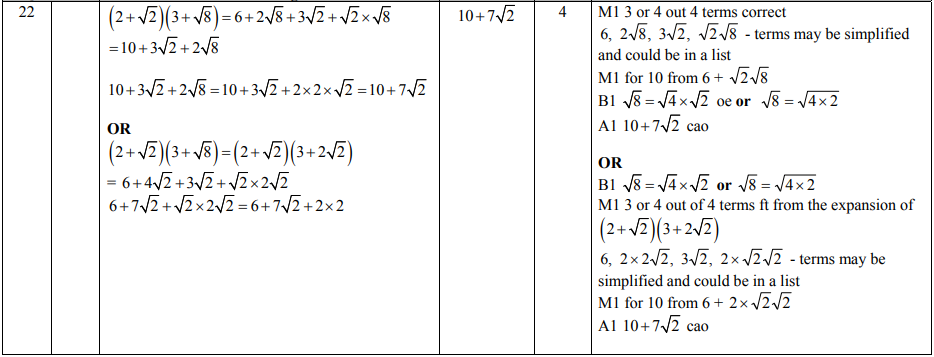 22
(2+√2)(3+√8)=6+2√8+3√2+√2×√8
=10+3√2+2√8
10+3√2+2√8=10+3√2+2×2×√2=10+7√2
OR
(2+√2)(3+√8)=(2+√2)(3+2√2)
= 6+4√2+3√2+√2×2√2
6+7√2+√2×2√2=6+7√2+2×2
10+7√2
4
M1 3 or 4 out 4 terms correct
6, 2√8, 3√2, √2√8 - terms may be simplified
and could be in a list
M1 for 10 from 6 + √2√8
B1 √8=√4×√2 oe or √8=√4×2
A1 10+7√2 cao
OR
B1 √8=√4×√2 or √8=√4×2
M1 3 or 4 out of 4 terms ft from the expansion of
(2+√2)(3+2√2)
6, 2×2√2, 3√2, 2×√2√2 - terms may be
simplified and could be in a list
M1 for 10 from 6 + 2×√2√2
A1 10+7√2 cao